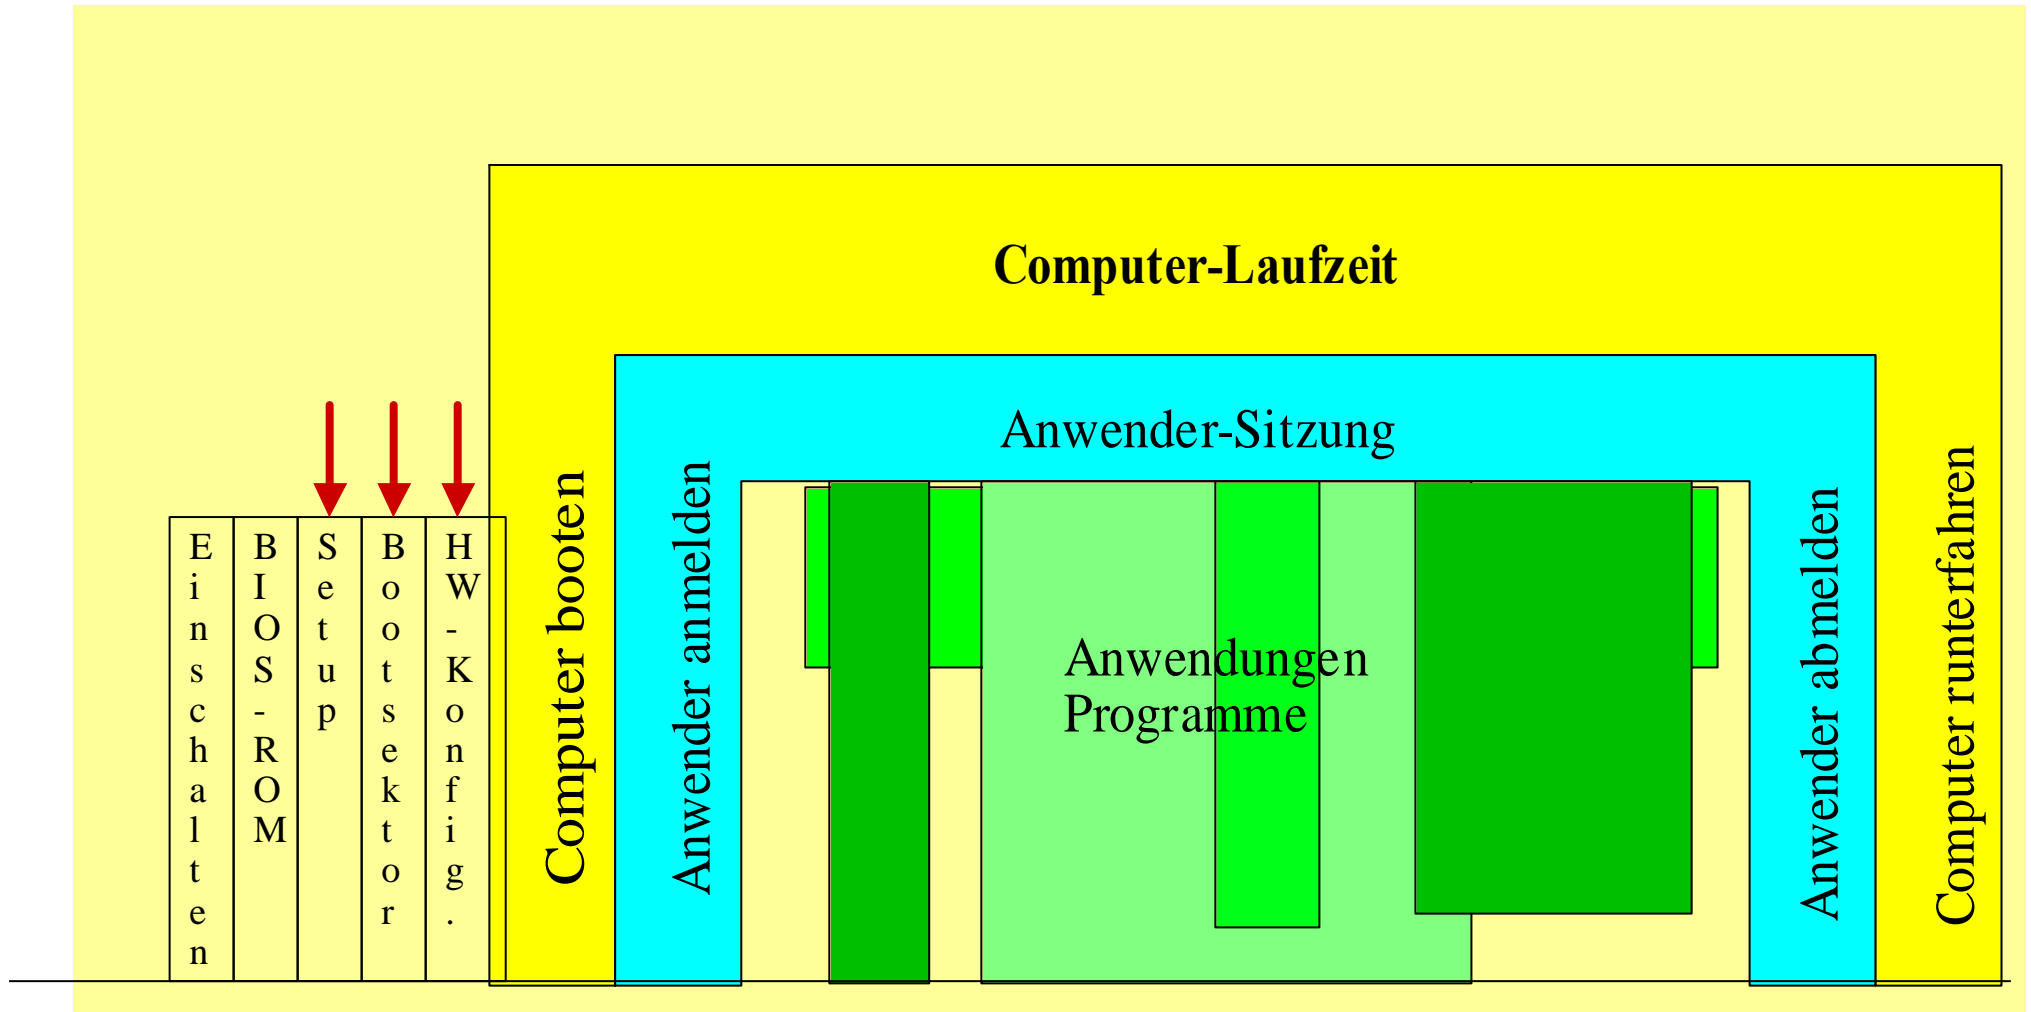 Computer-Laufzeit
Anwender-Sitzung
Einschalten
BIOS-ROM
Setup
Bootsektor
HW-Konfig.
Computer booten
Anwender anmelden
Anwendungen
Programme
Anwender abmelden
Computer runterfahren